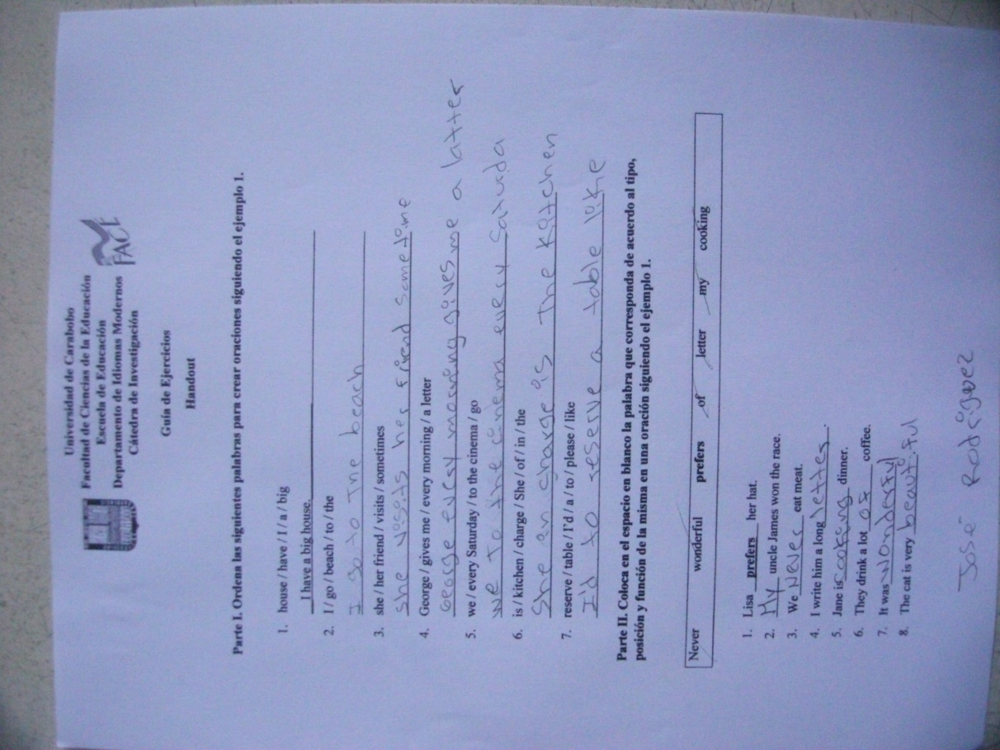 Universidad de Carabobo
Facultad de Ciencias de la Educación
Escuela de Educación
Departamento de Idiomas Modernos
Cátedra de Investigación
FACE
Guía de Ejercicios
Handout
Parte I. Ordena las siguientes palabras para crear oraciones siguiendo el ejemplo 1.
1. house / have / I / a / big
I have a big house.
2. I / go / beach / to / the
I go to The beach
3. she / her friend / visits / sometimes
she visits her friend sometime
4. George / gives me / every morning / a letter
George every morning gives me a latter
5. we / every Saturday / to the cinema / go
we to the cinema every saturda
6. is / kitchen / charge / She / of / in / the
She in charge is The Kitchen
7. reserve / table / I'd / a / to / please / like
I'd to reserve a table like
Parte II. Coloca en el espacio en blanco la palabra que corresponda de acuerdo al tipo,
posición y función de la misma en una oración siguiendo el ejemplo 1.
Never wonderful prefers of letter my cooking
1. Lisa prefers her hat.
2. My uncle James won the race.
3. We Never eat meat.
4. I write him a long letter.
5. Jane is cooking dinner.
6. They drink a lot of coffee.
7. It was wonderful
8. The cat is very beautiful
José Rodriguez